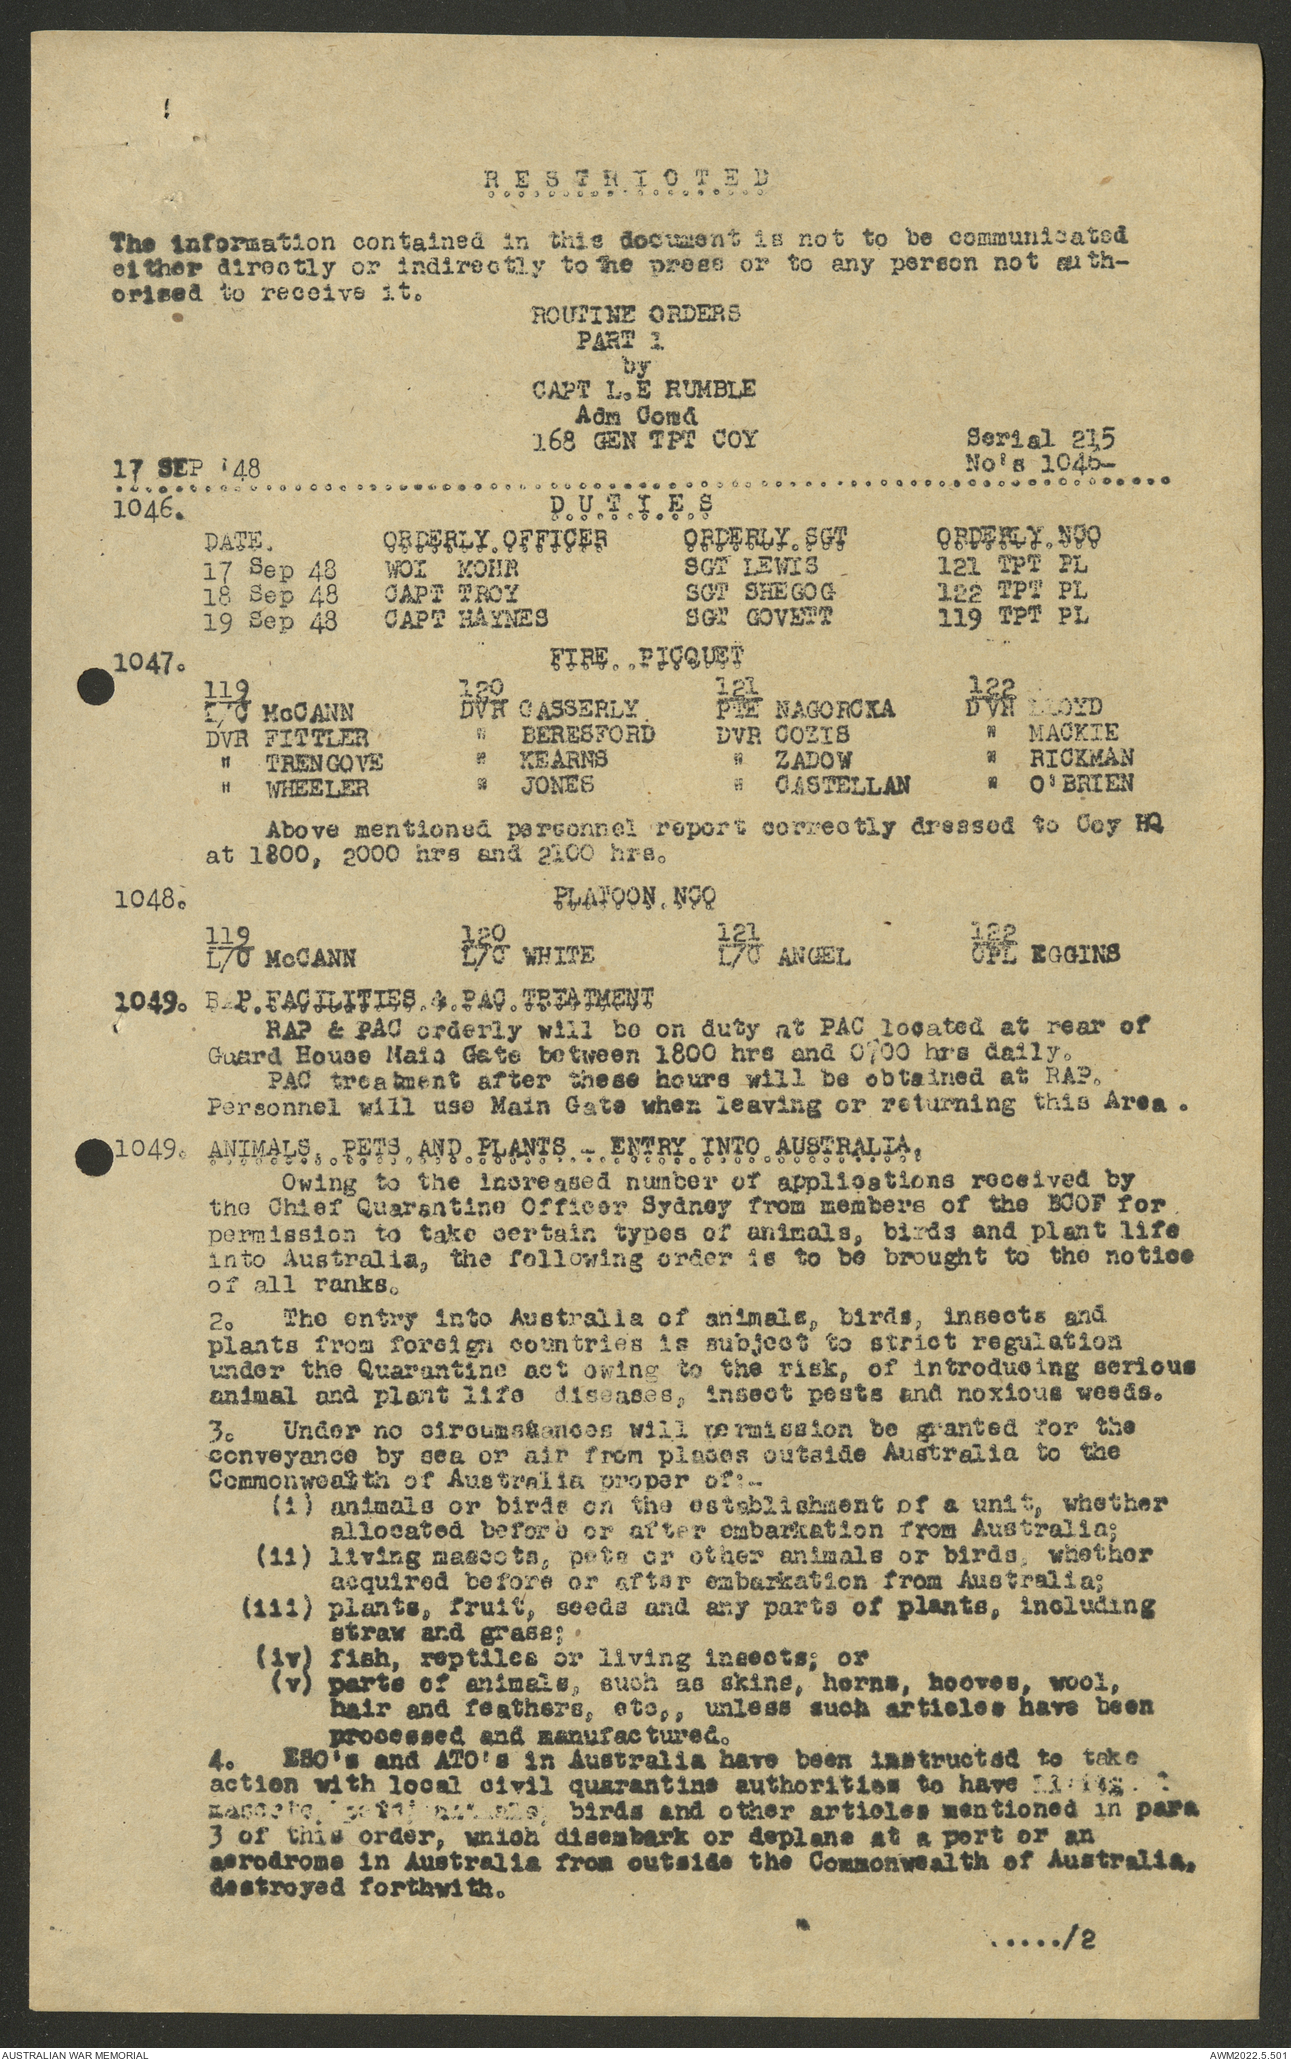 RESTRICTED
The information contained in this document is not to be communicated
either directly or indirectly to the press or to any person not auth-
orised to receive it.
ROUTINE ORDERS
PART 1
by
CAPT L.E RUMBLE
Adm Comd
168 GEN TPT COY
Serial 215
17 SEP '48
No's 1046-
1046. DUTIES
DATE. ORDERLY OFFICER ORDERLY SGT ORDERLY NCO
17 Sep 48 WOI MOHR SGT LEWIS 121 TPT PL
18 Sep 48 CAPT TROY SGT SHEGOG 122 TPT PL
19 Sep 48 CAPT HAYNES SGT GOVETT 119 TPT PL
1047. FIRE PICQUET
119 120 121 122
L/C McCANN DVR CASSERLY PTE NAGORCKA DVR LLOYD
DVR FITTLER " BERESFORD DVR COZIS " MACKIE
" TRENGOVE " KEARNS " ZADOW " RICKMAN
" WHEELER " JONES " CASTELLAN " O'BRIEN
Above mentioned personnel report correctly dressed to Coy HQ
at 1800, 2000 hrs and 2100 hrs.
1048. PLATOON NCO
119 120 121 122
L/C McCANN L/C WHITE L/C ANGEL CPL EGGINS
1049. RAP FACILITIES & PAC TREATMENT
RAP & PAC orderly will be on duty at PAC located at rear of
Guard House Main Gate between 1800 hrs and 0700 hrs daily.
PAC treatment after these hours will be obtained at RAP.
Personnel will use Main Gate when leaving or returning this Area.
1049. ANIMALS, PETS AND PLANTS - ENTRY INTO AUSTRALIA.
Owing to the increased number of applications received by
the Chief Quarantine Officer Sydney from members of the BCOF for
permission to take certain types of animals, birds and plant life
into Australia, the following order is to be brought to the notice
of all ranks.
2. The entry into Australia of animals, birds, insects and
plants from foreign countries is subject to strict regulation
under the Quarantine act owing to the risk, of introducing serious
animal and plant life diseases, insect pests and noxious weeds.
3. Under no circumstances will permission be granted for the
conveyance by sea or air from places outside Australia to the
Commonwealth of Australia proper of:-
(i) animals or birds on the establishment of a unit, whether
allocated before or after embarkation from Australia;
(ii) living mascots, pets or other animals or birds, whether
acquired before or after embarkation from Australia;
(iii) plants, fruit, seeds and any parts of plants, including
straw and grass;
(iv) fish, reptiles or living insects; or
(v) parts of animals, such as skins, horns, hooves, wool,
hair and feathers, etc,, unless such articles have been
processed and manufactured.
4. ESO's and ATO's in Australia have been instructed to take
action with local civil quarantine authorities to have living
mascots, pets, animals, birds and other articles mentioned in para
3 of this order, which disembark or deplane at a port or an
aerodrome in Australia from outside the Commonwealth of Australia,
destroyed forthwith.
...../2
AUSTRALIAN WAR MEMORIAL
AWM2022.5.501